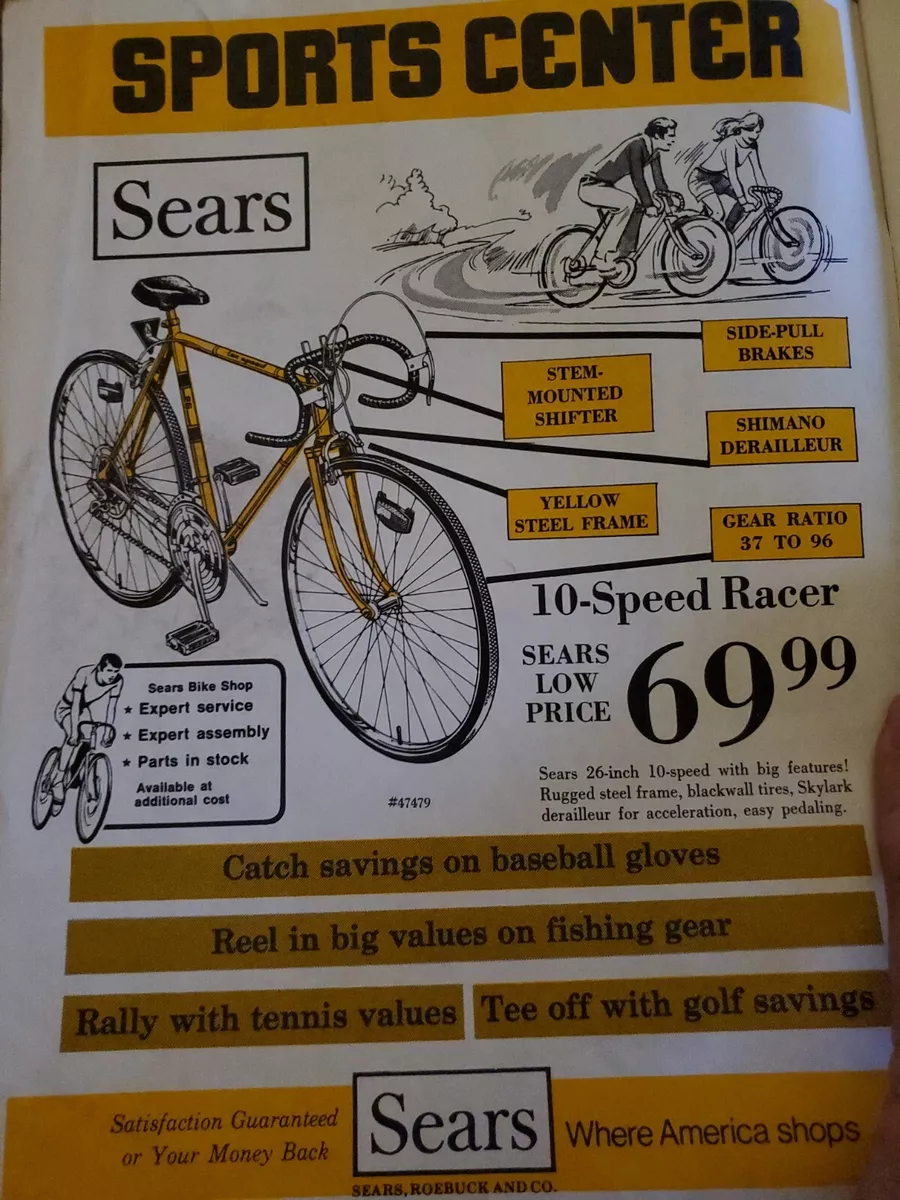 SPORTS CENTER
Sears
SIDE-PULL
BRAKES
STEM-
MOUNTED
SHIFTER
SHIMANO
DERAILLEUR
YELLOW
STEEL FRAME
GEAR RATIO
37 TO 96
10-Speed Racer
SEARS
LOW
PRICE
69.99
Sears 26-inch 10-speed with big features!
Rugged steel frame, blackwall tires, Skylark
derailleur for acceleration, easy pedaling.
#47479
Sears Bike Shop
★ Expert service
★ Expert assembly
★ Parts in stock
Available at
additional cost
Catch savings on baseball gloves
Reel in big values on fishing gear
Rally with tennis values
Tee off with golf savings
Satisfaction Guaranteed
or Your Money Back
Sears
SEARS, ROEBUCK AND CO.
Where America shops